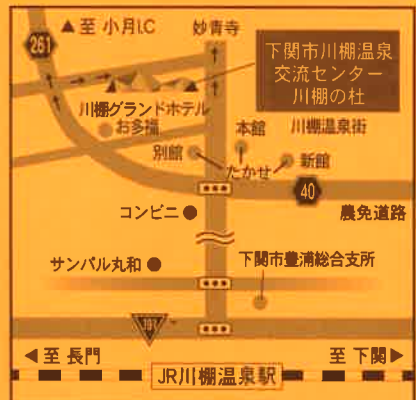 ▲至 小月I.C
妙青寺
261
下関市川棚温泉
交流センター
川棚の杜
川棚グランドホテル
お多福
本館
川棚温泉街
別館
新館
たかせ
40
コンビニ
農免道路
サンパル丸和
下関市豊浦総合支所
191
◀至 長門
至 下関▶
JR川棚温泉駅